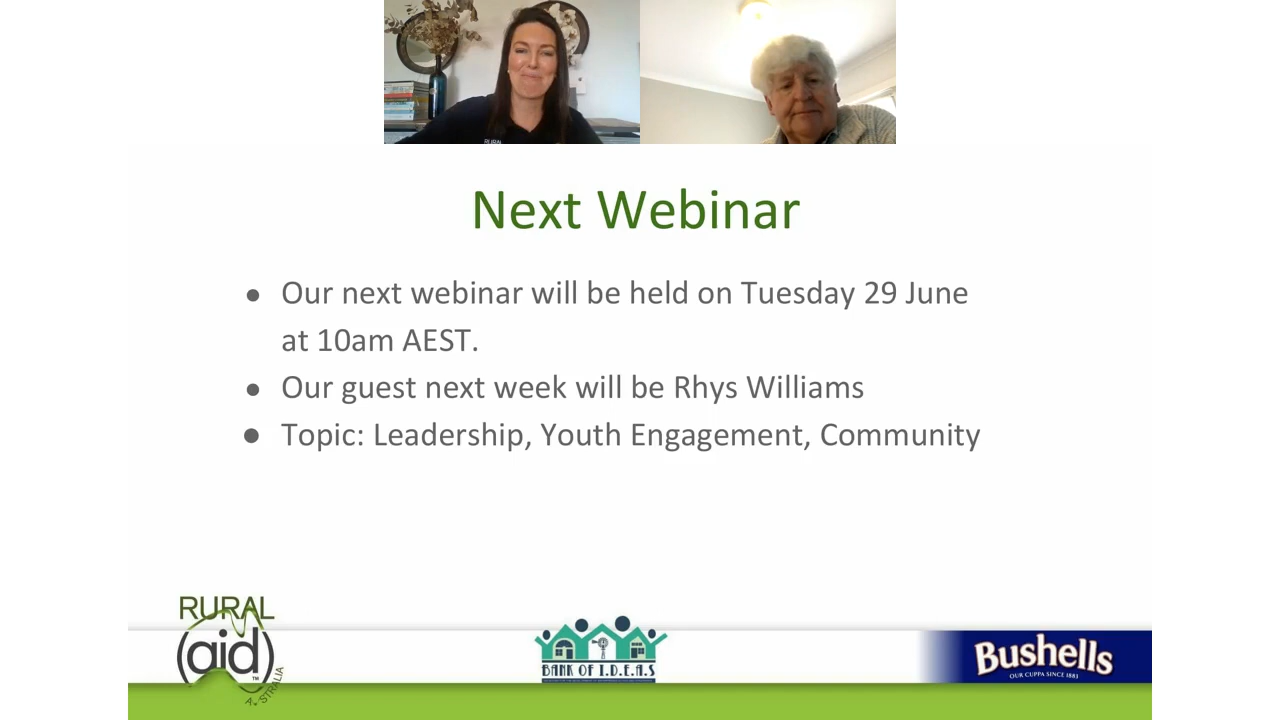 RURAL
Next Webinar
● Our next webinar will be held on Tuesday 29 June
at 10am AEST.
● Our guest next week will be Rhys Williams
● Topic: Leadership, Youth Engagement, Community
RURAL
(aid)
TM
AUSTRALIA
BANK OF I.D.E.A.S
Bushells
OUR CUPPA SINCE 1883